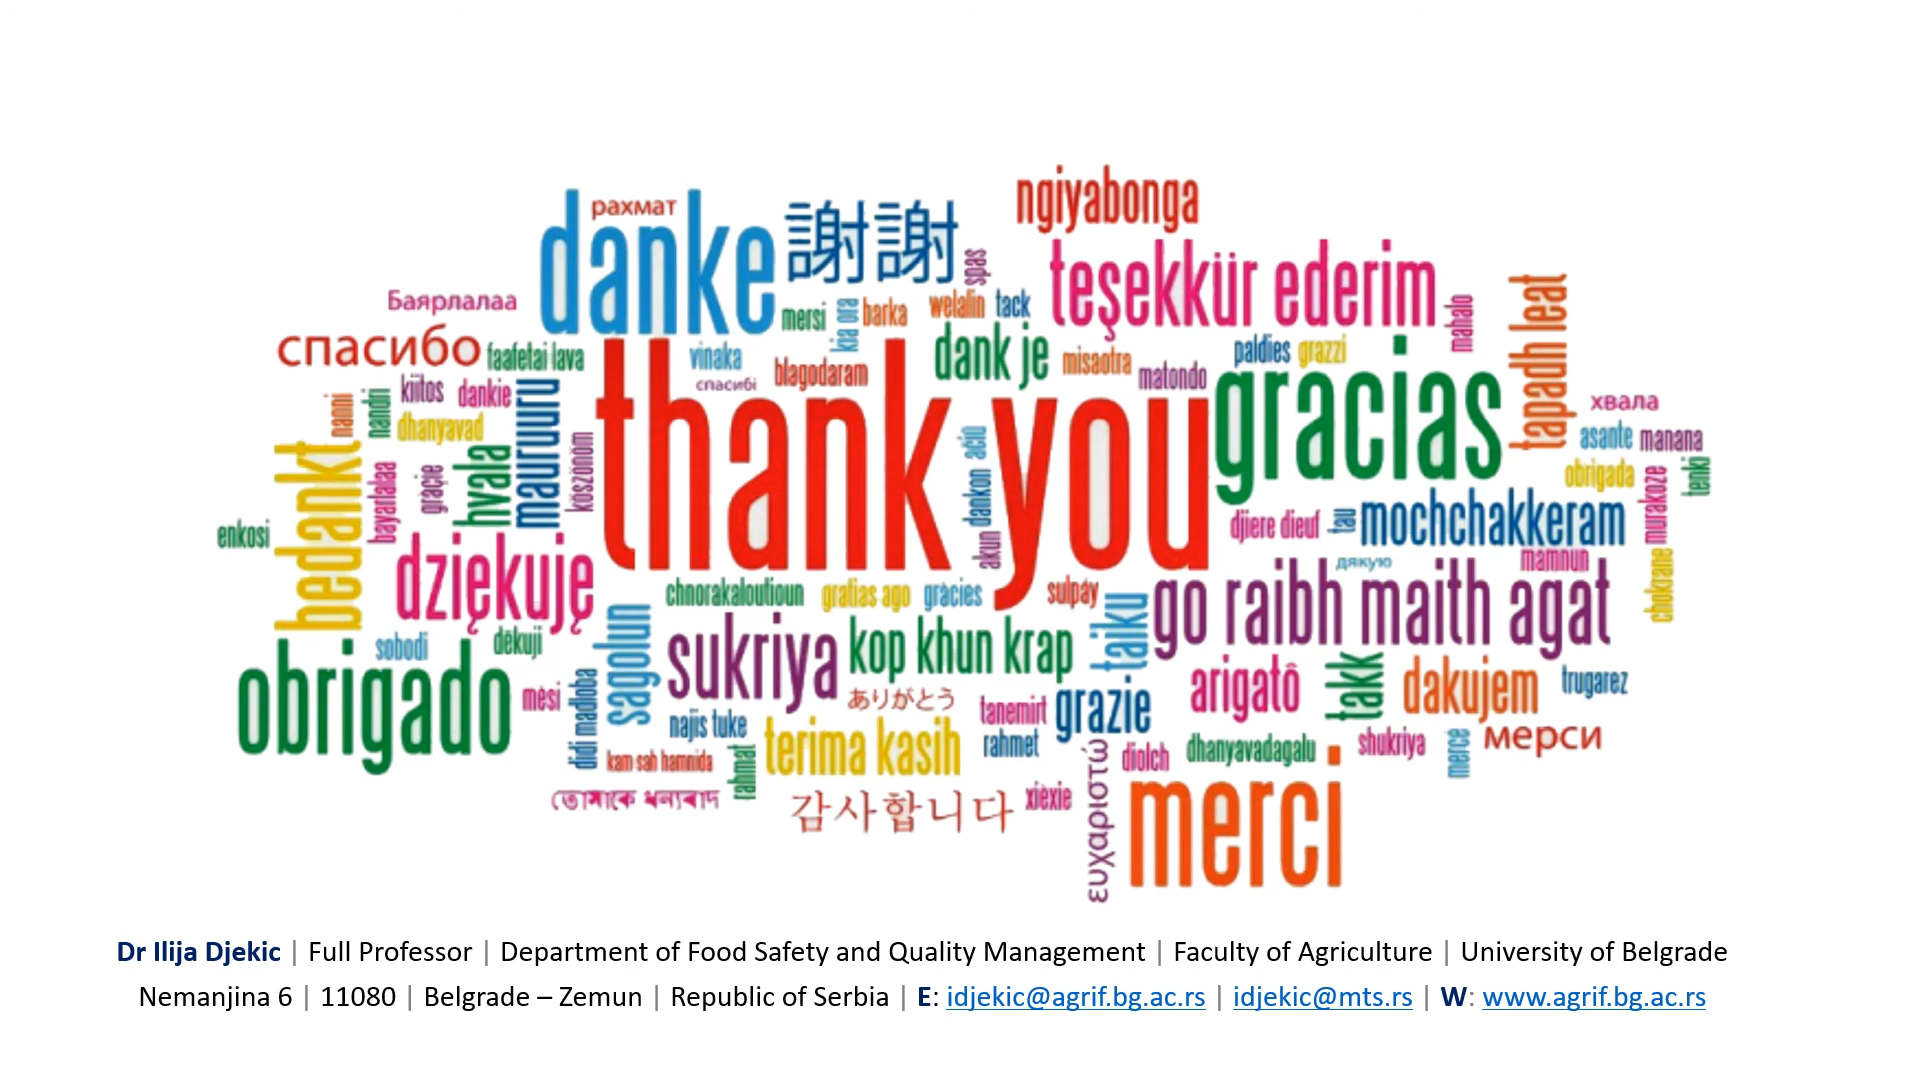 ngiyabonga
danke
рахмат
謝謝
spas
teşekkür ederim
tapadh leat
Баярлалаа
mersi
kia ora
barka
welalin
tack
mahalo
спасибо
faafetai lava
vinaka
blagodaram
dank je
misaotra
paldies
grazzi
спасибі
matondo
gracias
kiitos
dankie
nanni
nandri
dhanyavad
mauruuru
köszönöm
thank you
хвала
asante
manana
obrigada
tenki
murakoze
bedankt
bayarlalaa
gràcie
hvala
ačiū
dankon
akun
djiere dieuf
tau
mochchakkeram
enkosi
dziękuję
mamnun
дякую
chokrane
chnorakaloutioun
gratias ago
gràcies
sulpáy
go raibh maith agat
sobodi
děkuji
sagolun
sukriya
kop khun krap
taiku
obrigado
mèsi
didi madloba
ありがとう
tanemirt
grazie
arigatô
takk
dakujem
trugarez
najis tuke
terima kasih
rahmet
kam sah hamnida
rahmat
ευχαριστώ
diolch
dhanyavadagalu
shukriya
mercé
мерси
তোমাকে ধন্যবাদ
감사합니다
xièxie
merci
Dr Ilija Djekic | Full Professor | Department of Food Safety and Quality Management | Faculty of Agriculture | University of Belgrade
Nemanjina 6 | 11080 | Belgrade – Zemun | Republic of Serbia | E: idjekic@agrif.bg.ac.rs | idjekic@mts.rs | W: www.agrif.bg.ac.rs